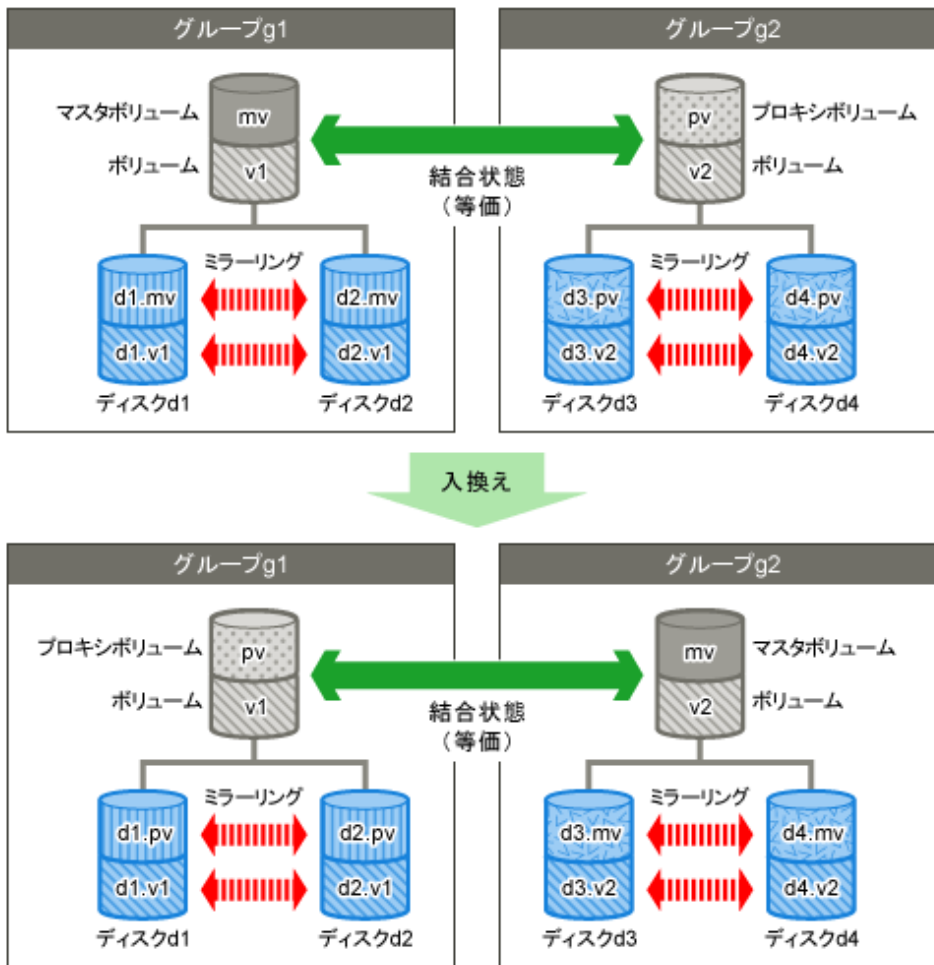 グループg1 グループg2
マスタボリューム mv pv プロキシボリューム
ボリューム v1 v2 ボリューム
結合状態
（等価）
ミラーリング ミラーリング
d1.mv d2.mv d3.pv d4.pv
d1.v1 d2.v1 d3.v2 d4.v2
ディスクd1 ディスクd2 ディスクd3 ディスクd4
入換え
グループg1 グループg2
プロキシボリューム pv mv マスタボリューム
ボリューム v1 v2 ボリューム
結合状態
（等価）
ミラーリング ミラーリング
d1.pv d2.pv d3.mv d4.mv
d1.v1 d2.v1 d3.v2 d4.v2
ディスクd1 ディスクd2 ディスクd3 ディスクd4